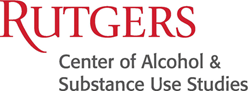 RUTGERS
Center of Alcohol &
Substance Use Studies